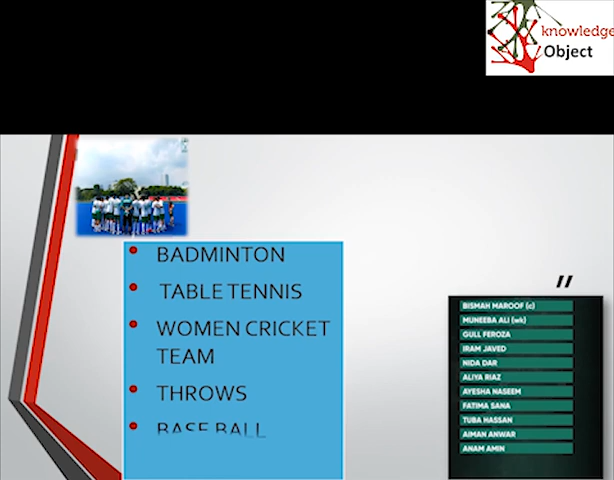 knowledge
Object
BADMINTON
TABLE TENNIS
WOMEN CRICKET
TEAM
THROWS
BASE BALL
"
BISMAH MAROOF (c)
MUNEEBA ALI (wk)
GULL FEROZA
IRAM JAVED
NIDA DAR
ALIYA RIAZ
AYESHA NASEEM
FATIMA SANA
TUBA HASSAN
AIMAN ANWAR
ANAM AMIN